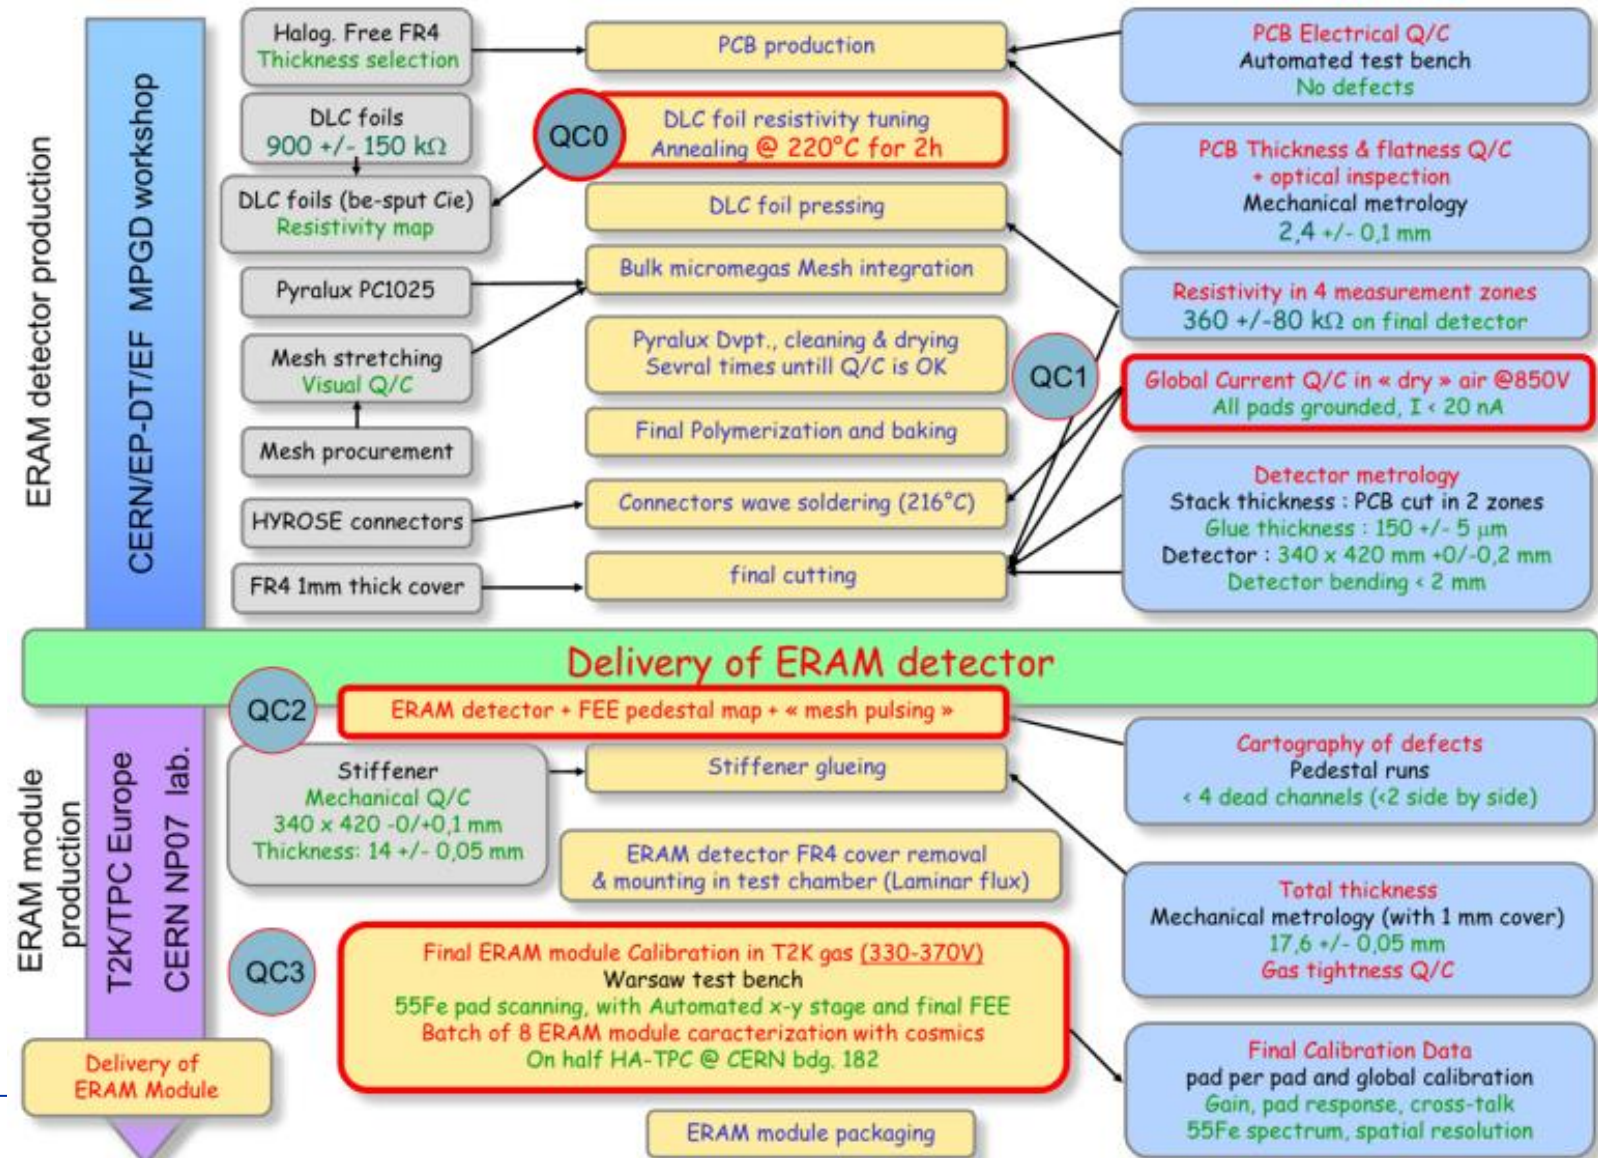 ERAM detector production
CERN/EP-DT/EF MPGD workshop
Halog. Free FR4
Thickness selection
PCB production
PCB Electrical Q/C
Automated test bench
No defects
DLC foils
900 +/- 150 kΩ
QC0
DLC foil resistivity tuning
Annealing @ 220°C for 2h
PCB Thickness & flatness Q/C
+ optical inspection
Mechanical metrology
2,4 +/- 0,1 mm
DLC foils (be-sput Cie)
Resistivity map
DLC foil pressing
Pyralux PC1025
Bulk micromegas Mesh integration
Resistivity in 4 measurement zones
360 +/-80 kΩ on final detector
Mesh stretching
Visual Q/C
Pyralux Dvpt., cleaning & drying
Sevral times untill Q/C is OK
QC1
Global Current Q/C in « dry » air @850V
All pads grounded, I < 20 nA
Mesh procurement
Final Polymerization and baking
HYROSE connectors
Connectors wave soldering (216°C)
Detector metrology
Stack thickness : PCB cut in 2 zones
Glue thickness : 150 +/- 5 µm
Detector : 340 x 420 mm +0/-0,2 mm
Detector bending < 2 mm
FR4 1mm thick cover
final cutting
Delivery of ERAM detector
ERAM module
production
T2K/TPC Europe
CERN NP07 lab.
QC2
ERAM detector + FEE pedestal map + « mesh pulsing »
Cartography of defects
Pedestal runs
< 4 dead channels (<2 side by side)
Stiffener
Mechanical Q/C
340 x 420 -0/+0,1 mm
Thickness: 14 +/- 0,05 mm
Stiffener glueing
ERAM detector FR4 cover removal
& mounting in test chamber (Laminar flux)
Total thickness
Mechanical metrology (with 1 mm cover)
17,6 +/- 0,05 mm
Gas tightness Q/C
QC3
Final ERAM module Calibration in T2K gas (330-370V)
Warsaw test bench
55Fe pad scanning, with Automated x-y stage and final FEE
Batch of 8 ERAM module caracterization with cosmics
On half HA-TPC @ CERN bdg. 182
Final Calibration Data
pad per pad and global calibration
Gain, pad response, cross-talk
55Fe spectrum, spatial resolution
Delivery of
ERAM Module
ERAM module packaging